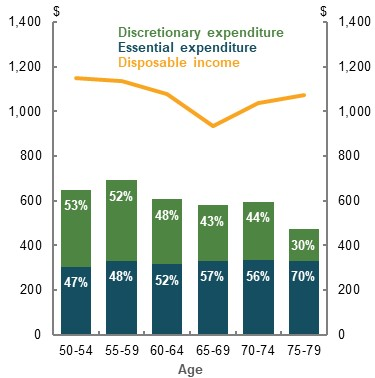 $ $
1,400 1,400
Discretionary expenditure
Essential expenditure
Disposable income
1,200 1,200
1,000 1,000
800 800
600 600
53% 52% 48% 43% 44% 30%
400 400
47% 48% 52% 57% 56% 70%
200 200
0 0
50-54 55-59 60-64 65-69 70-74 75-79
Age